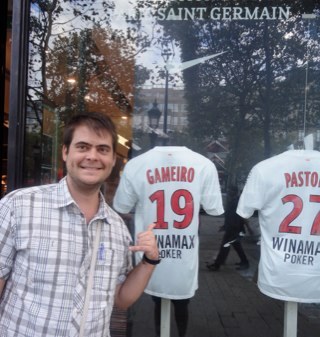 SAINT GERMAIN
GAMEIRO
19
WINAMAX
POKER
PASTO
27
WINAMAX
POKER